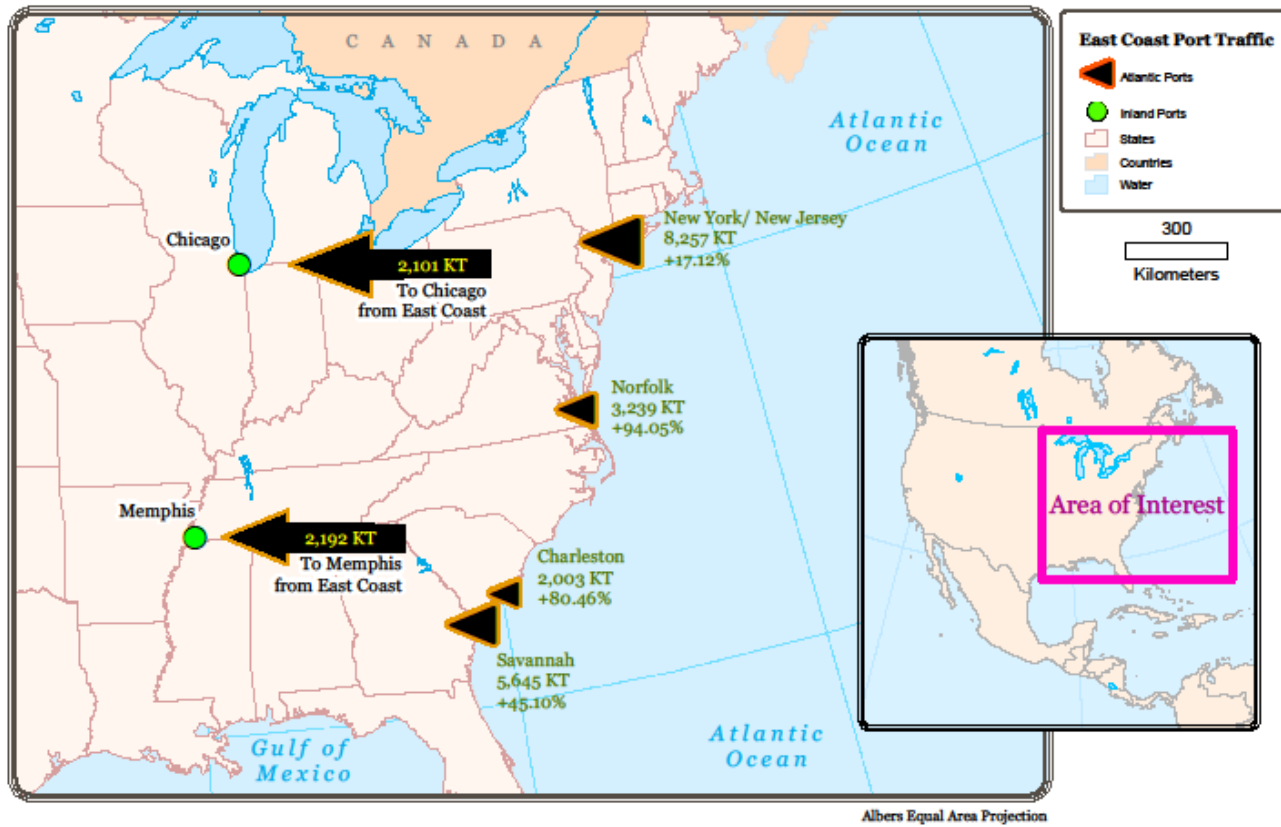 CANADA
Atlantic
Ocean
Chicago
2,101 KT
To Chicago
from East Coast
New York/ New Jersey
8,257 KT
+17.12%
Norfolk
3,239 KT
+94.05%
Memphis
2,192 KT
To Memphis
from East Coast
Charleston
2,003 KT
+80.46%
Savannah
5,645 KT
+45.10%
Gulf of
Mexico
Atlantic
Ocean
East Coast Port Traffic
Atlantic Ports
Inland Ports
States
Countries
Water
300
Kilometers
Area of Interest
Albers Equal Area Projection